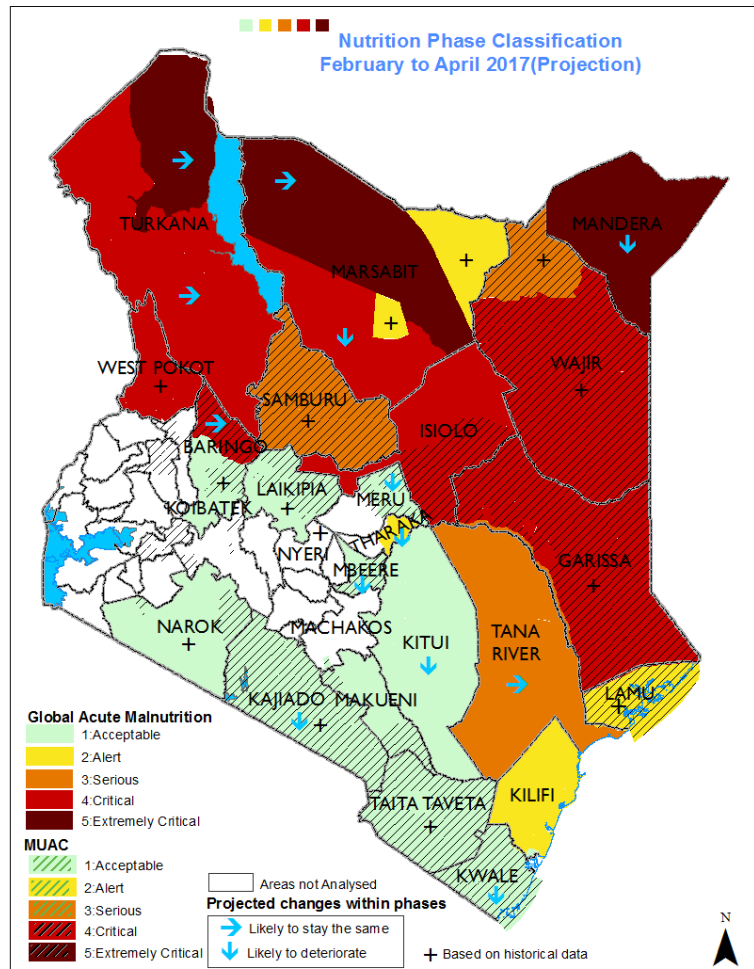 Nutrition Phase Classification
February to April 2017(Projection)
TURKANA
MANDERA
MARSABIT
WEST POKOT
WAJIR
SAMBURU
ISIOLO
BARINGO
LAIKIPIA
MERU
KOIBATEK
THARAKA
NYERI
MBEERE
GARISSA
NAROK
MACHAKOS
KITUI
TANA
RIVER
KAJIADO
MAKUENI
LAMU
KILIFI
TAITA TAVETA
KWALE
Global Acute Malnutrition
1:Acceptable
2:Alert
3:Serious
4:Critical
5:Extremely Critical
MUAC
1:Acceptable
2:Alert
3:Serious
4:Critical
5:Extremely Critical
Areas not Analysed
Projected changes within phases
Likely to stay the same
Likely to deteriorate
Based on historical data
N